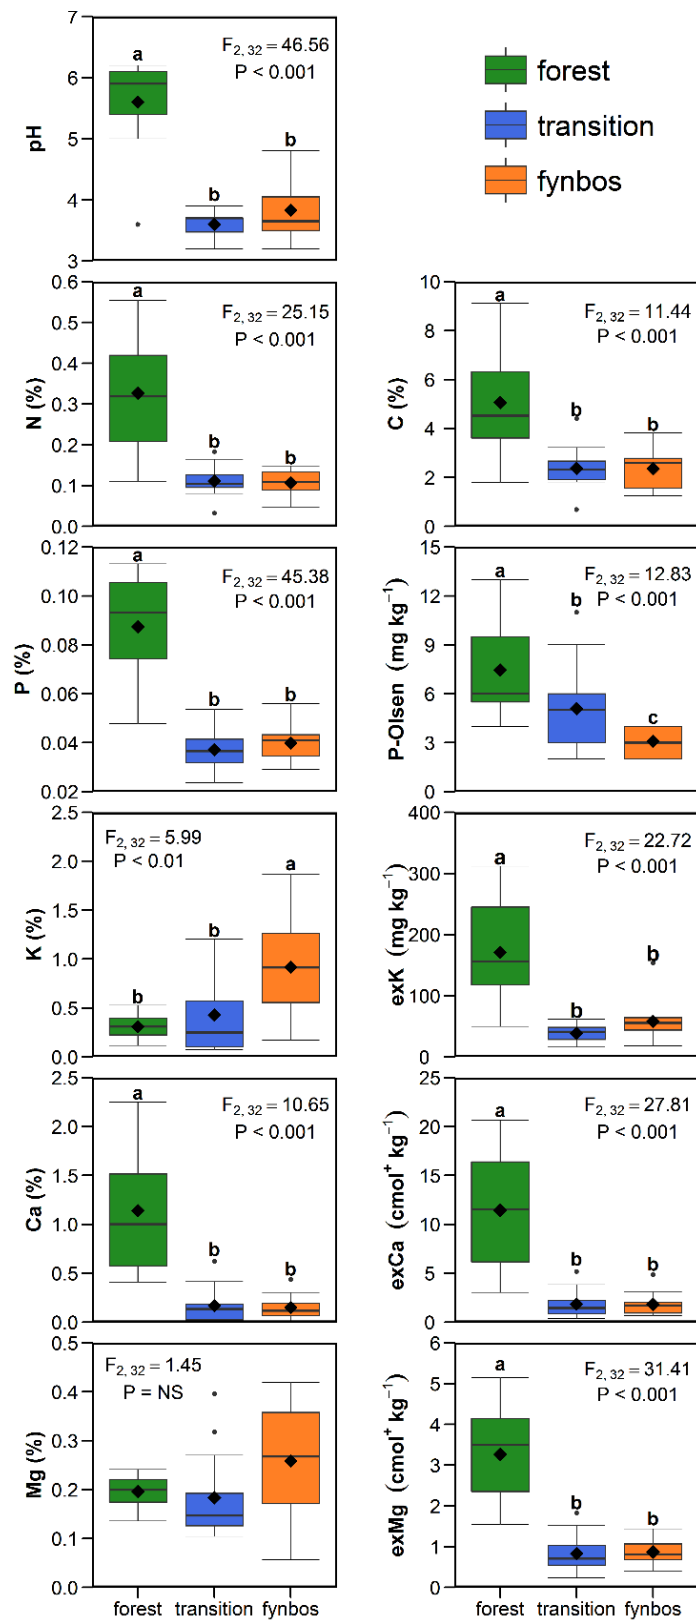 7
6
5
4
3
pH
a
b
b
F2, 32 = 46.56
P < 0.001
forest
transition
fynbos
0.6
0.5
0.4
0.3
0.2
0.1
0.0
N (%)
a
b
b
F2, 32 = 25.15
P < 0.001
10
8
6
4
2
0
C (%)
a
b
b
F2, 32 = 11.44
P < 0.001
0.12
0.10
0.08
0.06
0.04
0.02
P (%)
a
b
b
F2, 32 = 45.38
P < 0.001
15
12
9
6
3
0
P-Olsen (mg kg−1)
a
b
c
F2, 32 = 12.83
P < 0.001
2.5
2.0
1.5
1.0
0.5
0.0
K (%)
b
b
a
F2, 32 = 5.99
P < 0.01
400
300
200
100
0
exK (mg kg−1)
a
b
b
F2, 32 = 22.72
P < 0.001
2.5
2.0
1.5
1.0
0.5
0.0
Ca (%)
a
b
b
F2, 32 = 10.65
P < 0.001
25
20
15
10
5
0
exCa (cmol+ kg−1)
a
b
b
F2, 32 = 27.81
P < 0.001
0.5
0.4
0.3
0.2
0.1
0.0
Mg (%)
F2, 32 = 1.45
P = NS
forest transition fynbos
6
5
4
3
2
1
0
exMg (cmol+ kg−1)
a
b
b
F2, 32 = 31.41
P < 0.001
forest transition fynbos